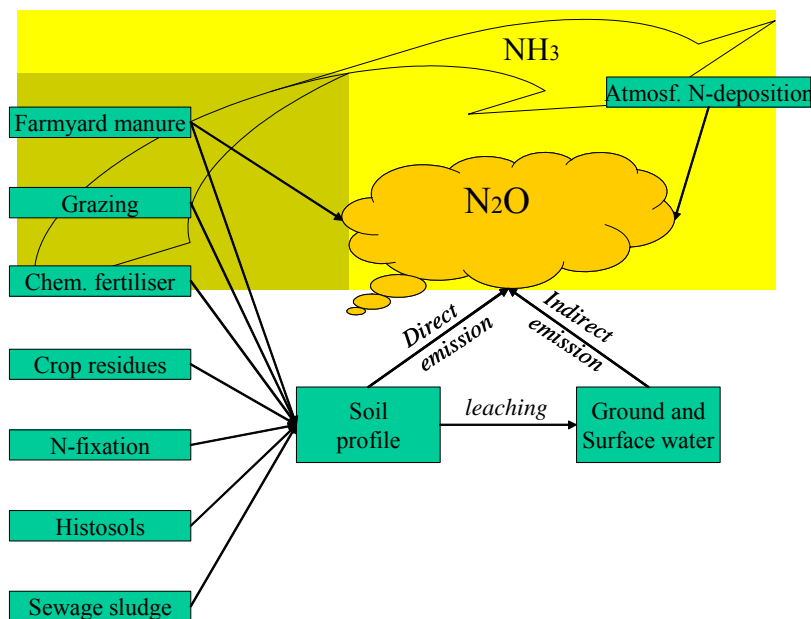 NH₃
Atmosf. N-deposition
Farmyard manure
Grazing
N₂O
Chem. fertiliser
Direct
emission
Indirect
emission
Crop residues
Soil
profile
leaching
Ground and
Surface water
N-fixation
Histosols
Sewage sludge